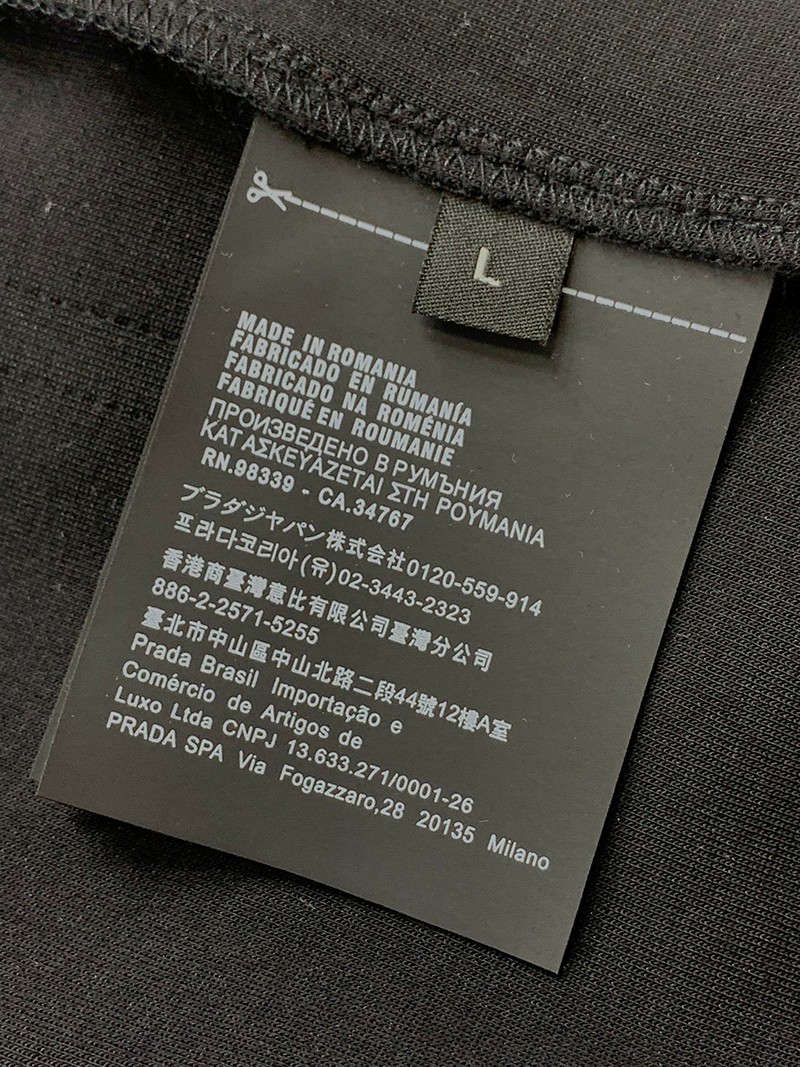 L
MADE IN ROMANIA
FABRICADO EN RUMANÍA
FABRICADO NA ROMÉNIA
FABRIQUÉ EN ROUMANIE
ПРОИЗВЕДЕНО В РУМЪНИЯ
ΚΑΤΑΣΚΕΥΑΖΕΤΑΙ ΣΤΗ ΡΟΥΜΑΝΙΑ
RN.98339 - CA.34767
プラダジャパン株式会社0120-559-914
프라다코리아(유)02-3443-2323
香港商臺灣惠比有限公司臺灣分公司
886-2-2571-5255
臺北市中山區中山北路二段44號12樓A室
Prada Brasil Importação e
Comércio de Artigos de
Luxo Ltda CNPJ 13.633.271/0001-26
PRADA SPA Via Fogazzaro,28 20135 Milano